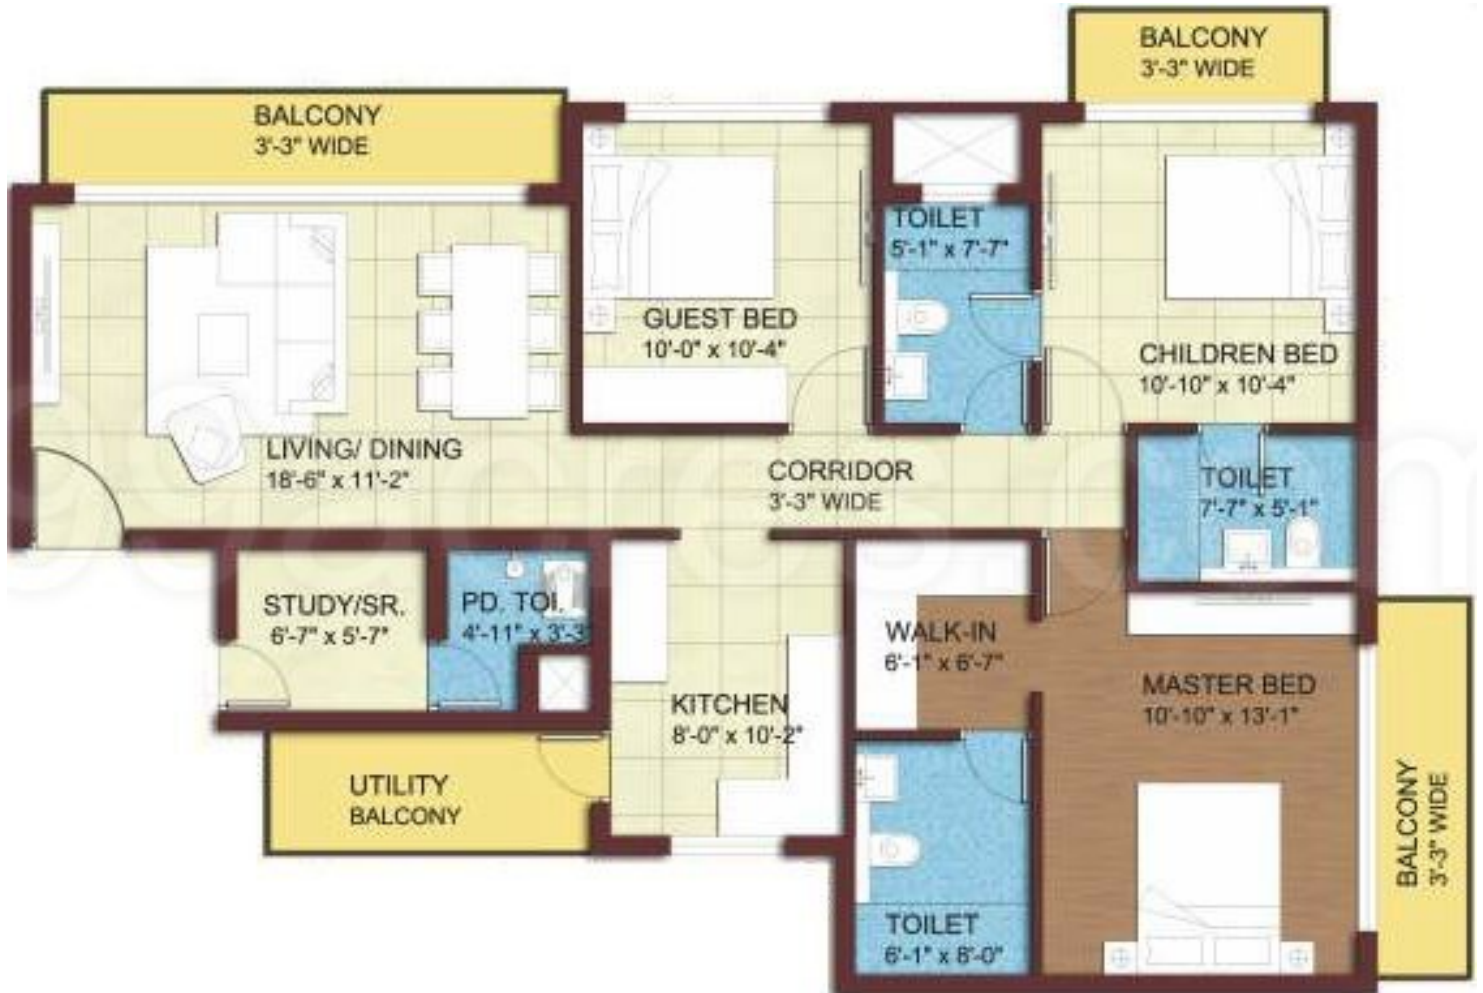 BALCONY
3'-3" WIDE
BALCONY
3'-3" WIDE
TOILET
5'-1" x 7'-7"
GUEST BED
10'-0" x 10'-4"
CHILDREN BED
10'-10" x 10'-4"
LIVING/ DINING
18'-6" x 11'-2"
CORRIDOR
3'-3" WIDE
TOILET
7'-7" x 5'-1"
STUDY/SR.
6'-7" x 5'-7"
PD. TOI.
4'-11" x 3'-3"
WALK-IN
6'-1" x 6'-7"
KITCHEN
8'-0" x 10'-2"
MASTER BED
10'-10" x 13'-1"
UTILITY
BALCONY
BALCONY
3'-3" WIDE
TOILET
6'-1" x 8'-0"
99acres.com